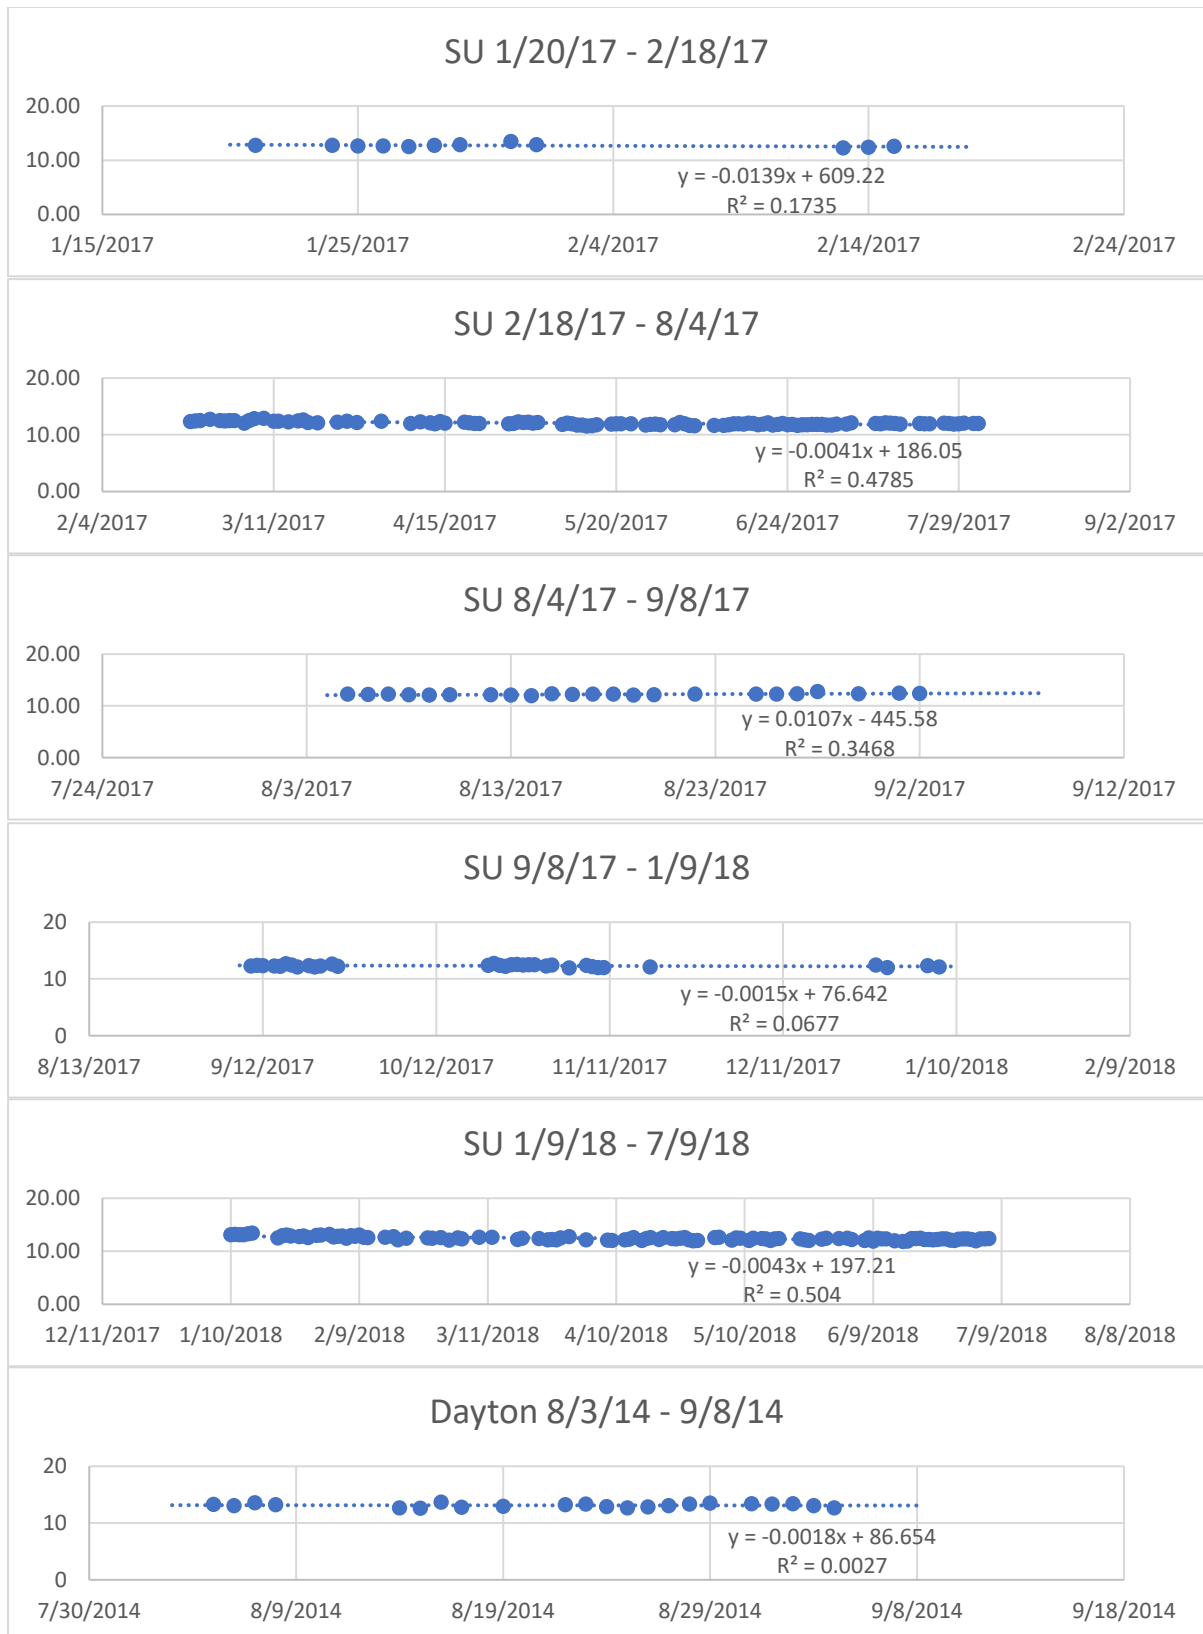 SU 1/20/17 - 2/18/17
20.00
10.00
y = -0.0139x + 609.22
R² = 0.1735
0.00
1/15/2017 1/25/2017 2/4/2017 2/14/2017 2/24/2017
SU 2/18/17 - 8/4/17
20.00
10.00
y = -0.0041x + 186.05
R² = 0.4785
0.00
2/4/2017 3/11/2017 4/15/2017 5/20/2017 6/24/2017 7/29/2017 9/2/2017
SU 8/4/17 - 9/8/17
20.00
10.00
y = 0.0107x - 445.58
R² = 0.3468
0.00
7/24/2017 8/3/2017 8/13/2017 8/23/2017 9/2/2017 9/12/2017
SU 9/8/17 - 1/9/18
20
10
y = -0.0015x + 76.642
R² = 0.0677
0
8/13/2017 9/12/2017 10/12/2017 11/11/2017 12/11/2017 1/10/2018 2/9/2018
SU 1/9/18 - 7/9/18
20.00
10.00
y = -0.0043x + 197.21
R² = 0.504
0.00
12/11/2017 1/10/2018 2/9/2018 3/11/2018 4/10/2018 5/10/2018 6/9/2018 7/9/2018 8/8/2018
Dayton 8/3/14 - 9/8/14
20
10
y = -0.0018x + 86.654
R² = 0.0027
0
7/30/2014 8/9/2014 8/19/2014 8/29/2014 9/8/2014 9/18/2014